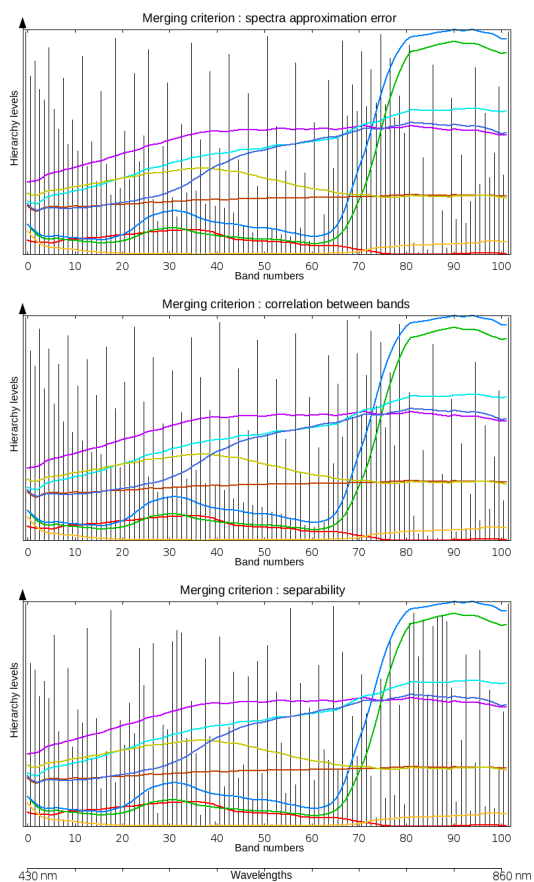 Merging criterion : spectra approximation error
Hierarchy levels
0 10 20 30 40 50 60 70 80 90 100
Band numbers
Merging criterion : correlation between bands
Hierarchy levels
0 10 20 30 40 50 60 70 80 90 100
Band numbers
Merging criterion : separability
Hierarchy levels
0 10 20 30 40 50 60 70 80 90 100
Band numbers
430 nm Wavelengths 860 nm